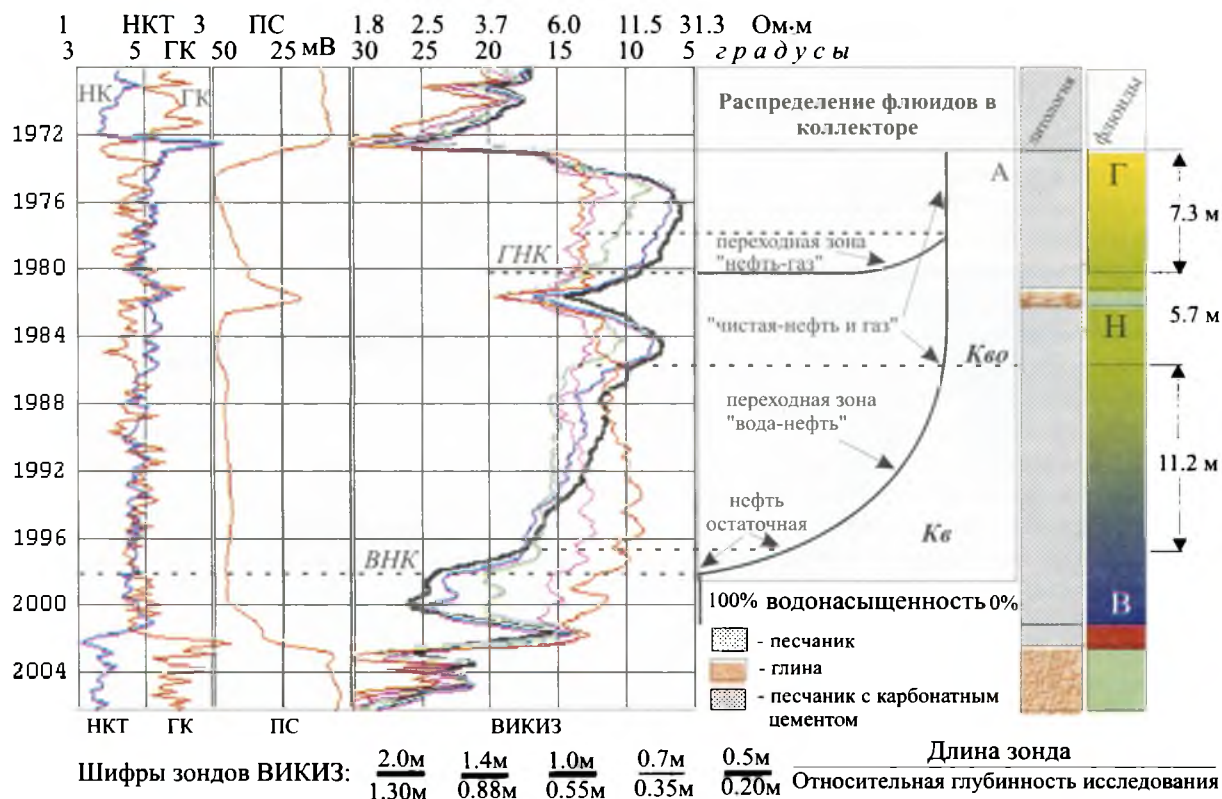 1 НКТ 3 ПС 1.8 2.5 3.7 6.0 11.5 31.3 Ом·м
3 5 ГК 50 25 мВ 30 25 20 15 10 5 градусы
НК ГК
Распределение флюидов в
коллекторе
литология
флюиды
1972
А
Г
1976
7.3 м
ГНК
переходная зона
"нефть-газ"
1980
5.7 м
1984
"чистая-нефть и газ"
Н
Кво
1988
переходная зона
"вода-нефть"
1992
11.2 м
нефть
остаточная
1996
Кв
ВНК
2000
100% водонасыщенность 0%
В
- песчаник
- глина
2004
- песчаник с карбонатным
цементом
НКТ ГК ПС ВИКИЗ
Шифры зондов ВИКИЗ:
2.0м 1.4м 1.0м 0.7м 0.5м Длина зонда
1.30м 0.88м 0.55м 0.35м 0.20м Относительная глубинность исследования